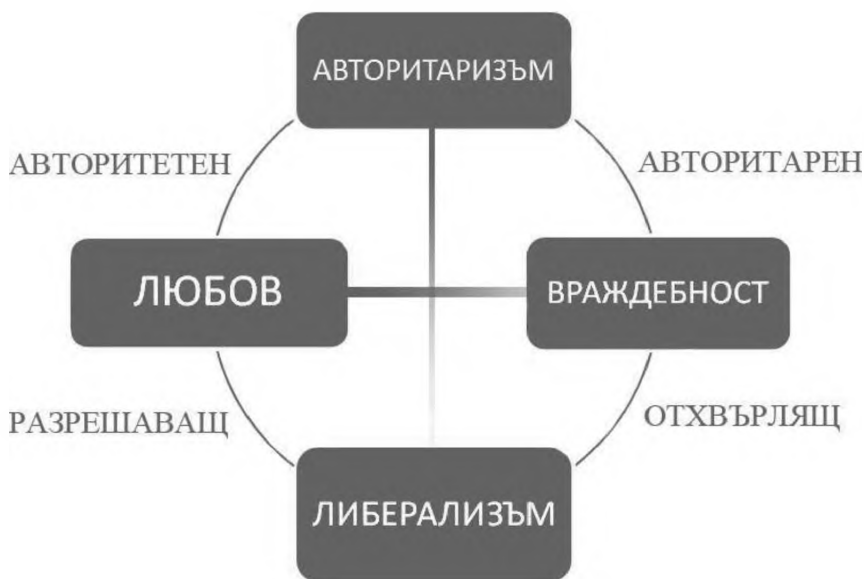 АВТОРИТАРИЗЪМ
АВТОРИТЕТЕН
АВТОРИТАРЕН
ЛЮБОВ
ВРАЖДЕБНОСТ
РАЗРЕШАВАЩ
ОТХВЪРЛЯЩ
ЛИБЕРАЛИЗЪМ